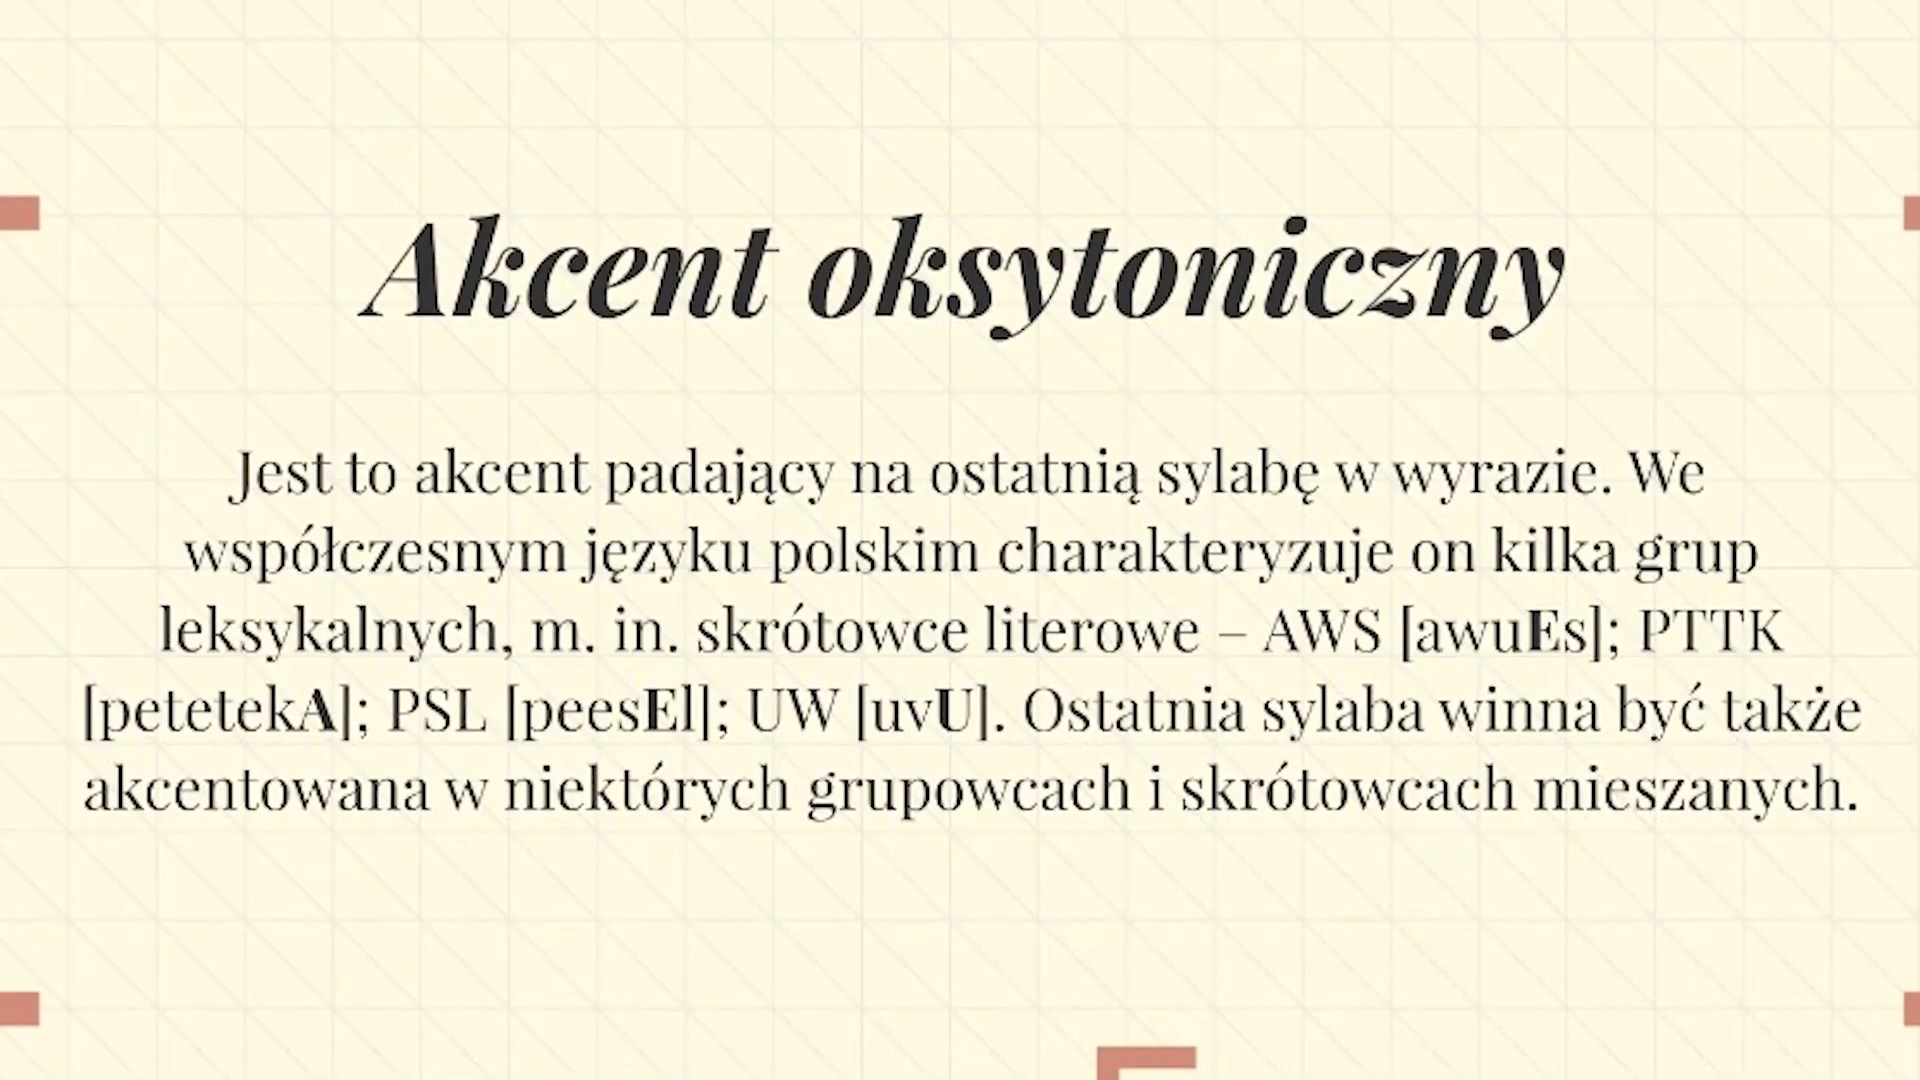 Akcent oksytoniczny
Jest to akcent padający na ostatnią sylabę w wyrazie. We
współczesnym języku polskim charakteryzuje on kilka grup
leksykalnych, m. in. skrótowce literowe – AWS [awuEs]; PTTK
[petetekA]; PSL [peesEl]; UW [uvU]. Ostatnia sylaba winna być także
akcentowana w niektórych grupowcach i skrótowcach mieszanych.